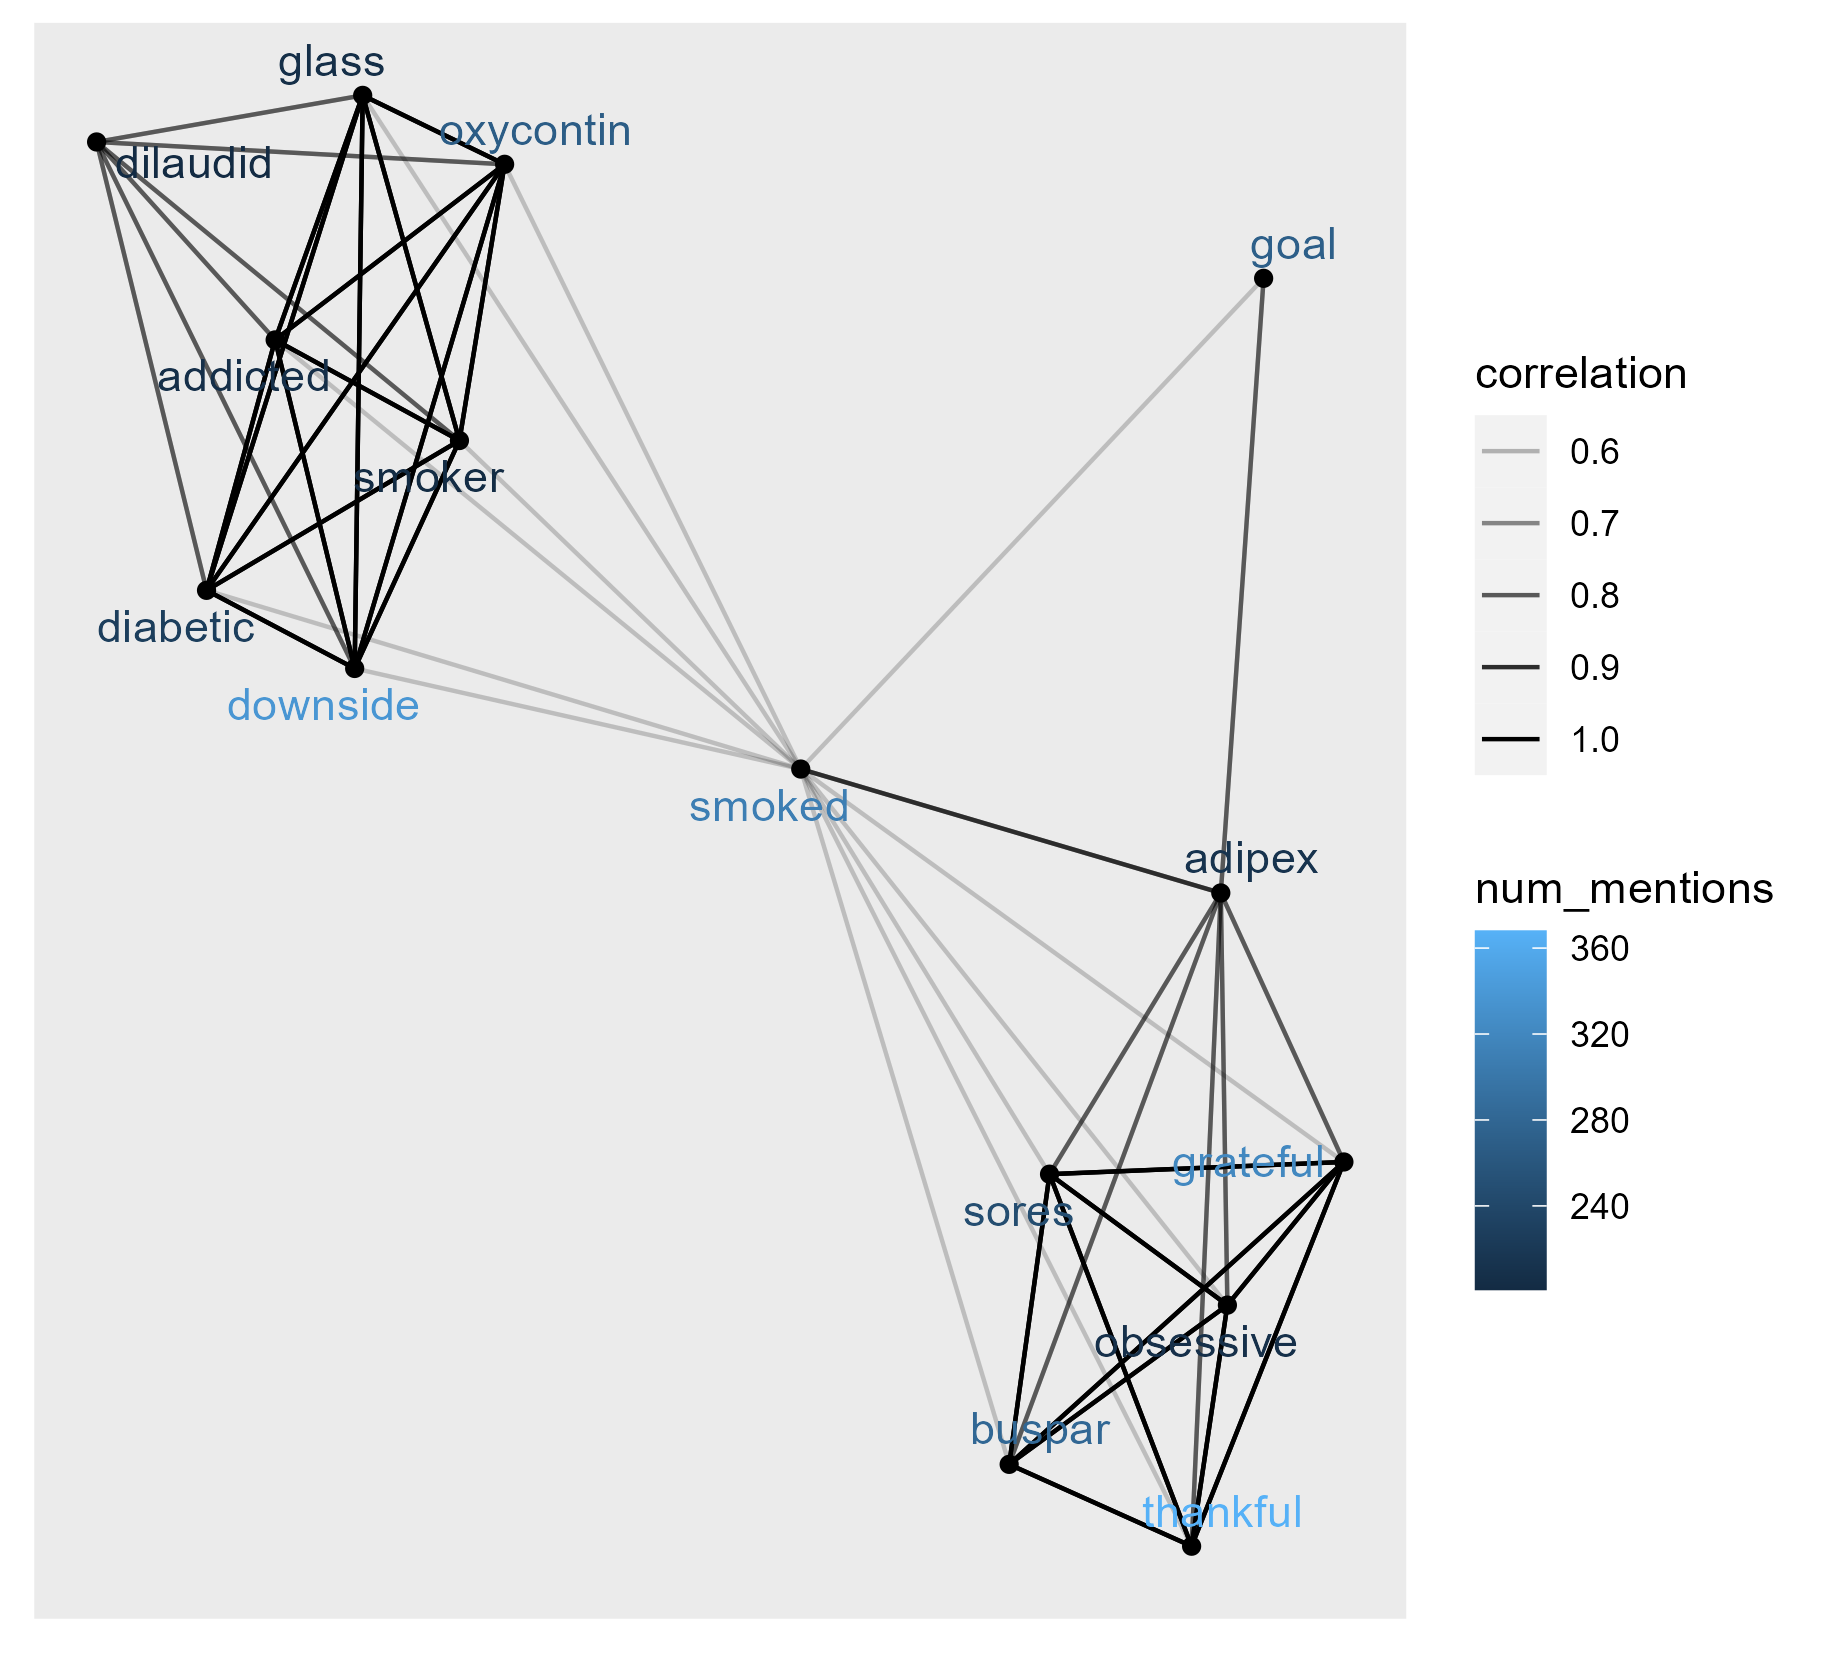 glass
oxycontin
dilaudid
goal
addicted
smoker
diabetic
downside
smoked
adipex
grateful
sores
obsessive
buspar
thankful
correlation
0.6
0.7
0.8
0.9
1.0
num_mentions
360
320
280
240